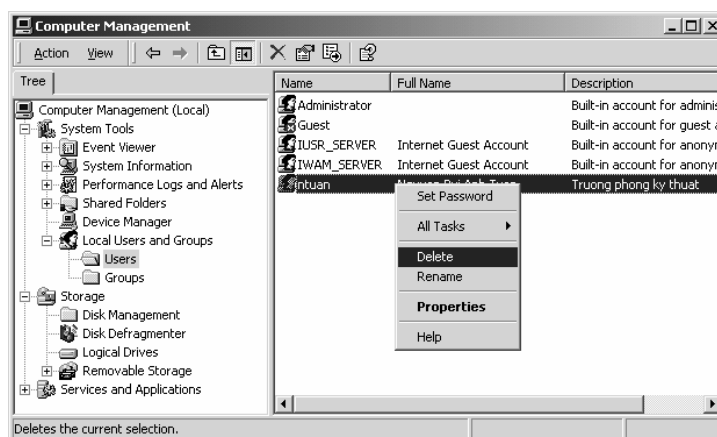 Computer Management
Action View
Tree
Computer Management (Local)
System Tools
Event Viewer
System Information
Performance Logs and Alerts
Shared Folders
Device Manager
Local Users and Groups
Users
Groups
Storage
Disk Management
Disk Defragmenter
Logical Drives
Removable Storage
Services and Applications
Name Full Name Description
Administrator Built-in account for adminis
Guest Built-in account for guest a
IUSR_SERVER Internet Guest Account Built-in account for anonyr
IWAM_SERVER Internet Guest Account Built-in account for anonyr
Truong phong ky thuat
Set Password
All Tasks
Delete
Rename
Properties
Help
Deletes the current selection.